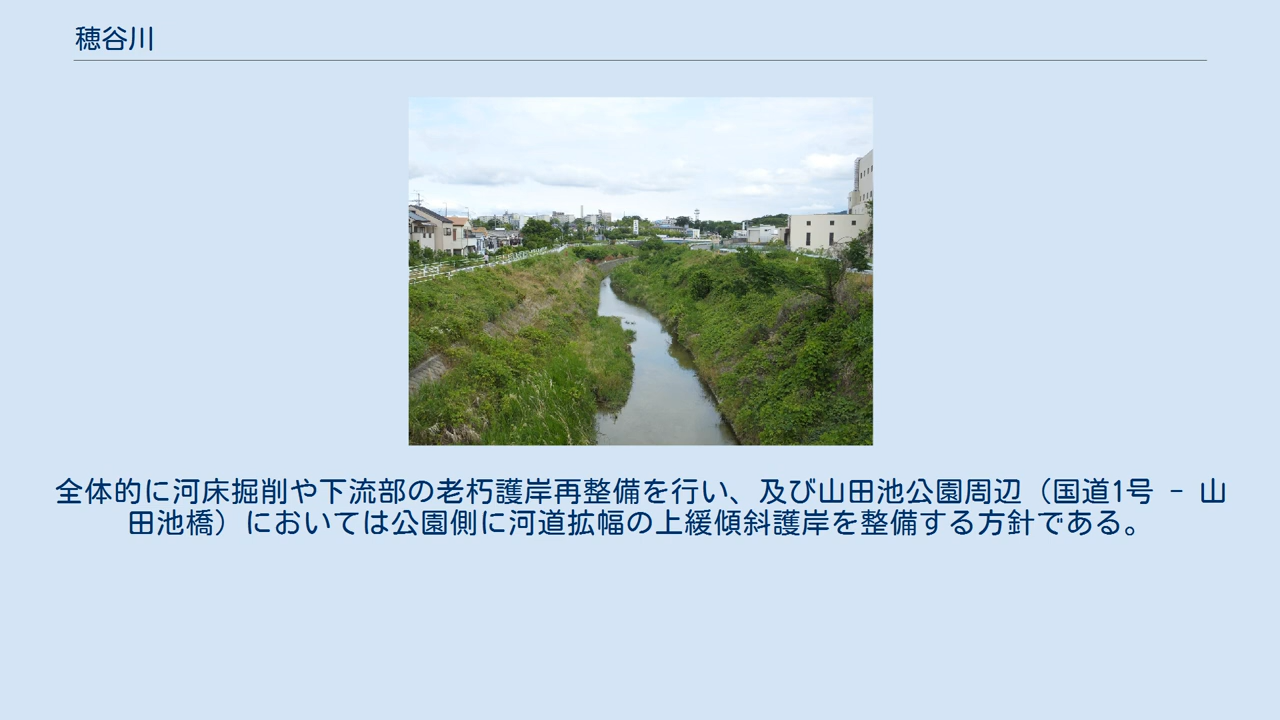 穂谷川
全体的に河床掘削や下流部の老朽護岸再整備を行い、及び山田池公園周辺（国道1号 - 山
田池橋）においては公園側に河道拡幅の上緩傾斜護岸を整備する方針である。